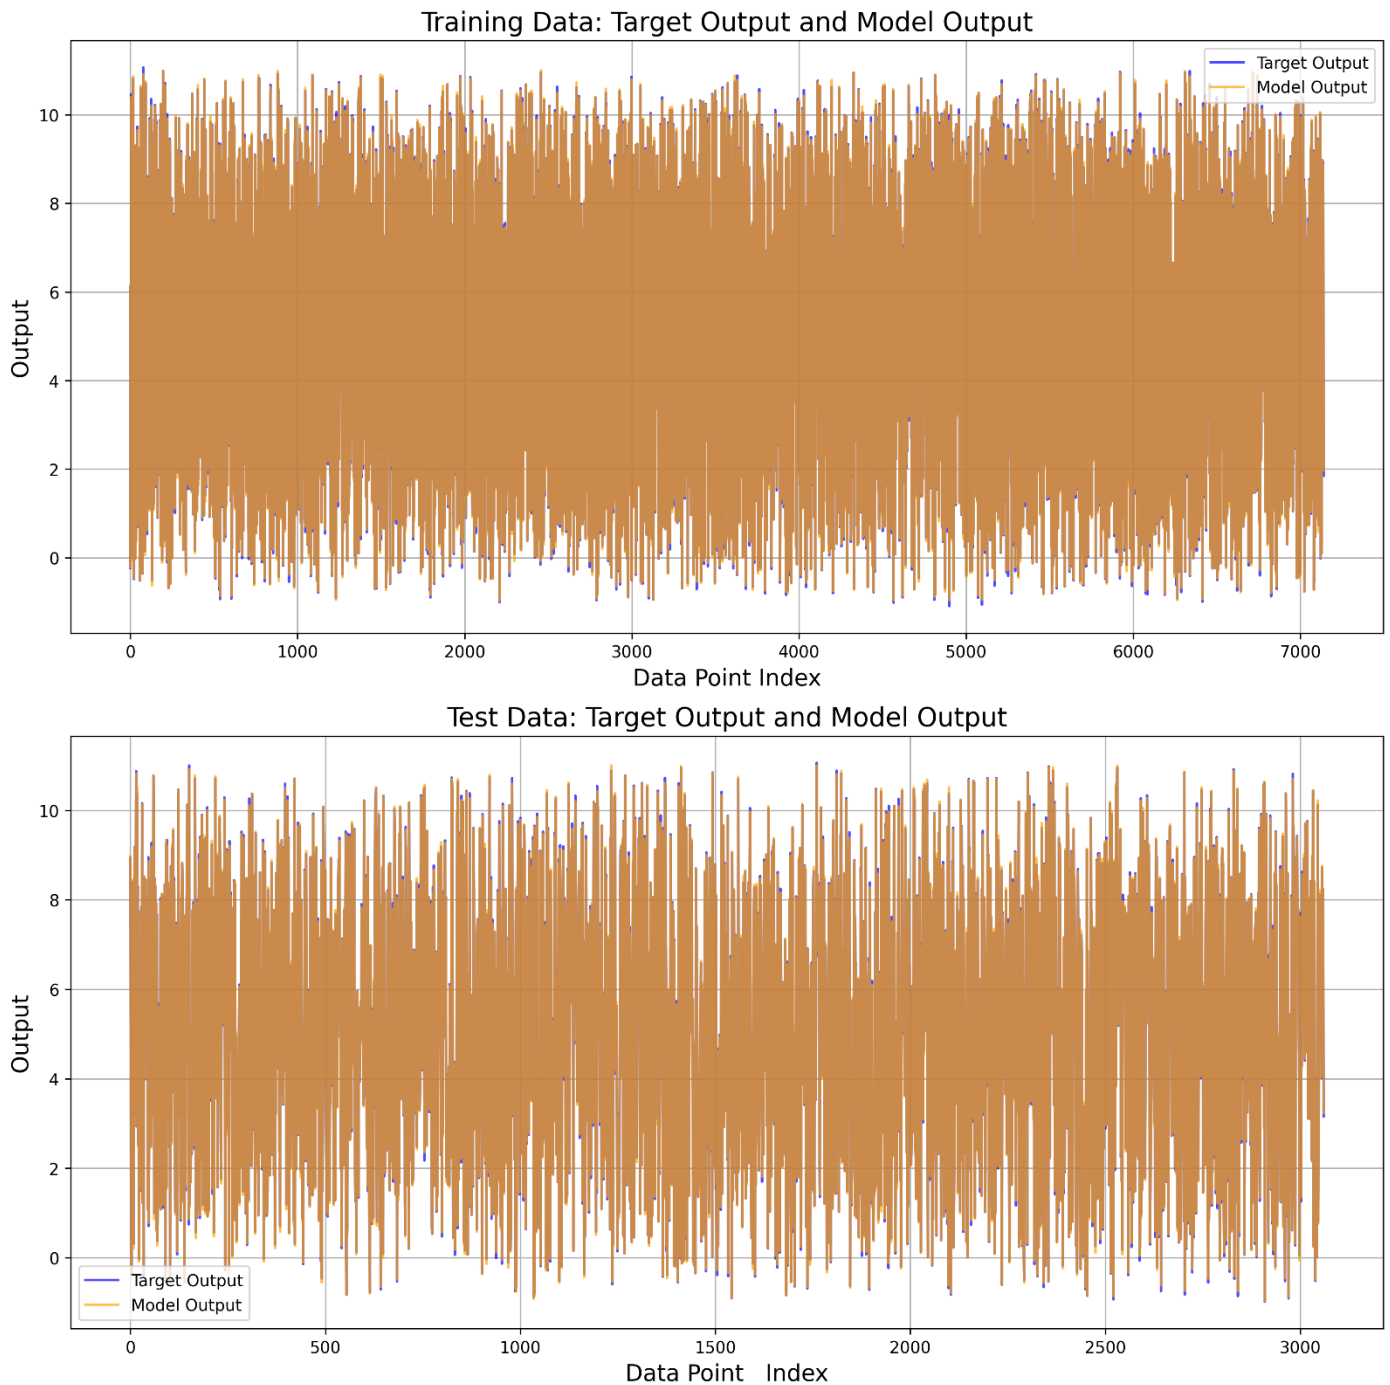 Training Data: Target Output and Model Output
Target Output
Model Output
10
8
6
4
2
0
Output
0 1000 2000 3000 4000 5000 6000 7000
Data Point Index
Test Data: Target Output and Model Output
10
8
6
4
2
0
Output
Target Output
Model Output
0 500 1000 1500 2000 2500 3000
Data Point Index